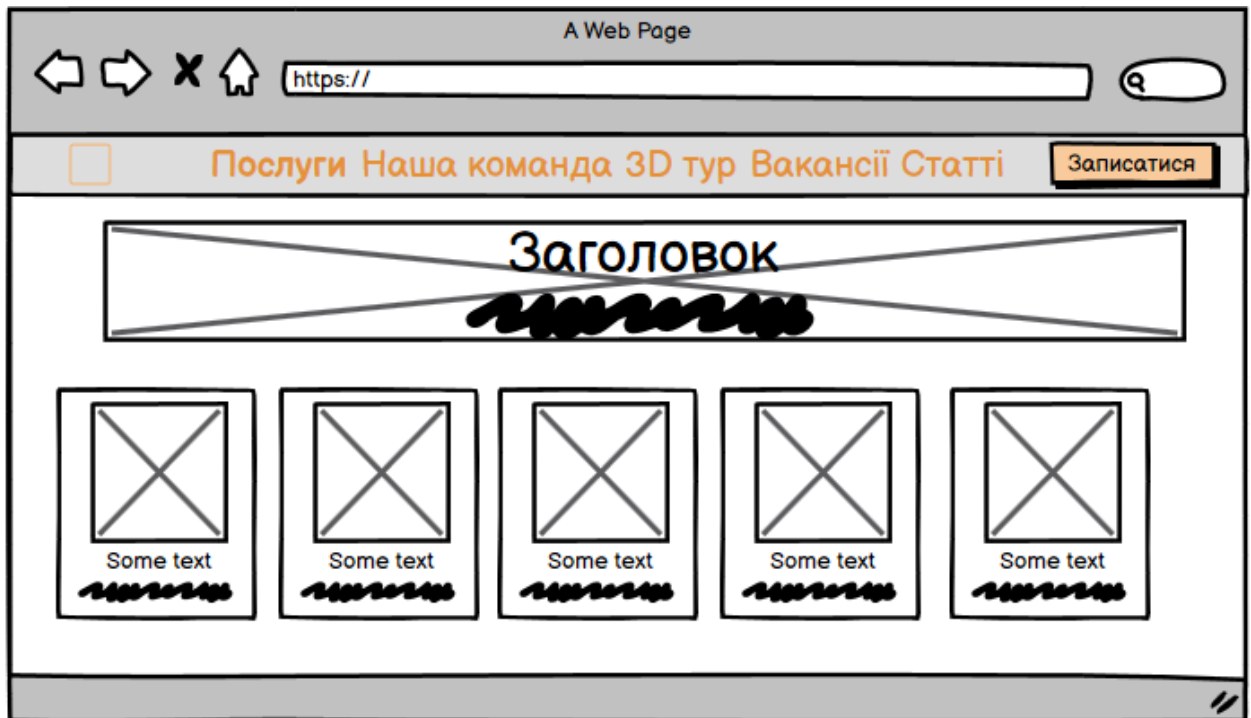 A Web Page
https://
Послуги Наша команда 3D тур Вакансії Статті
Записатися
Заголовок
Some text Some text Some text Some text Some text